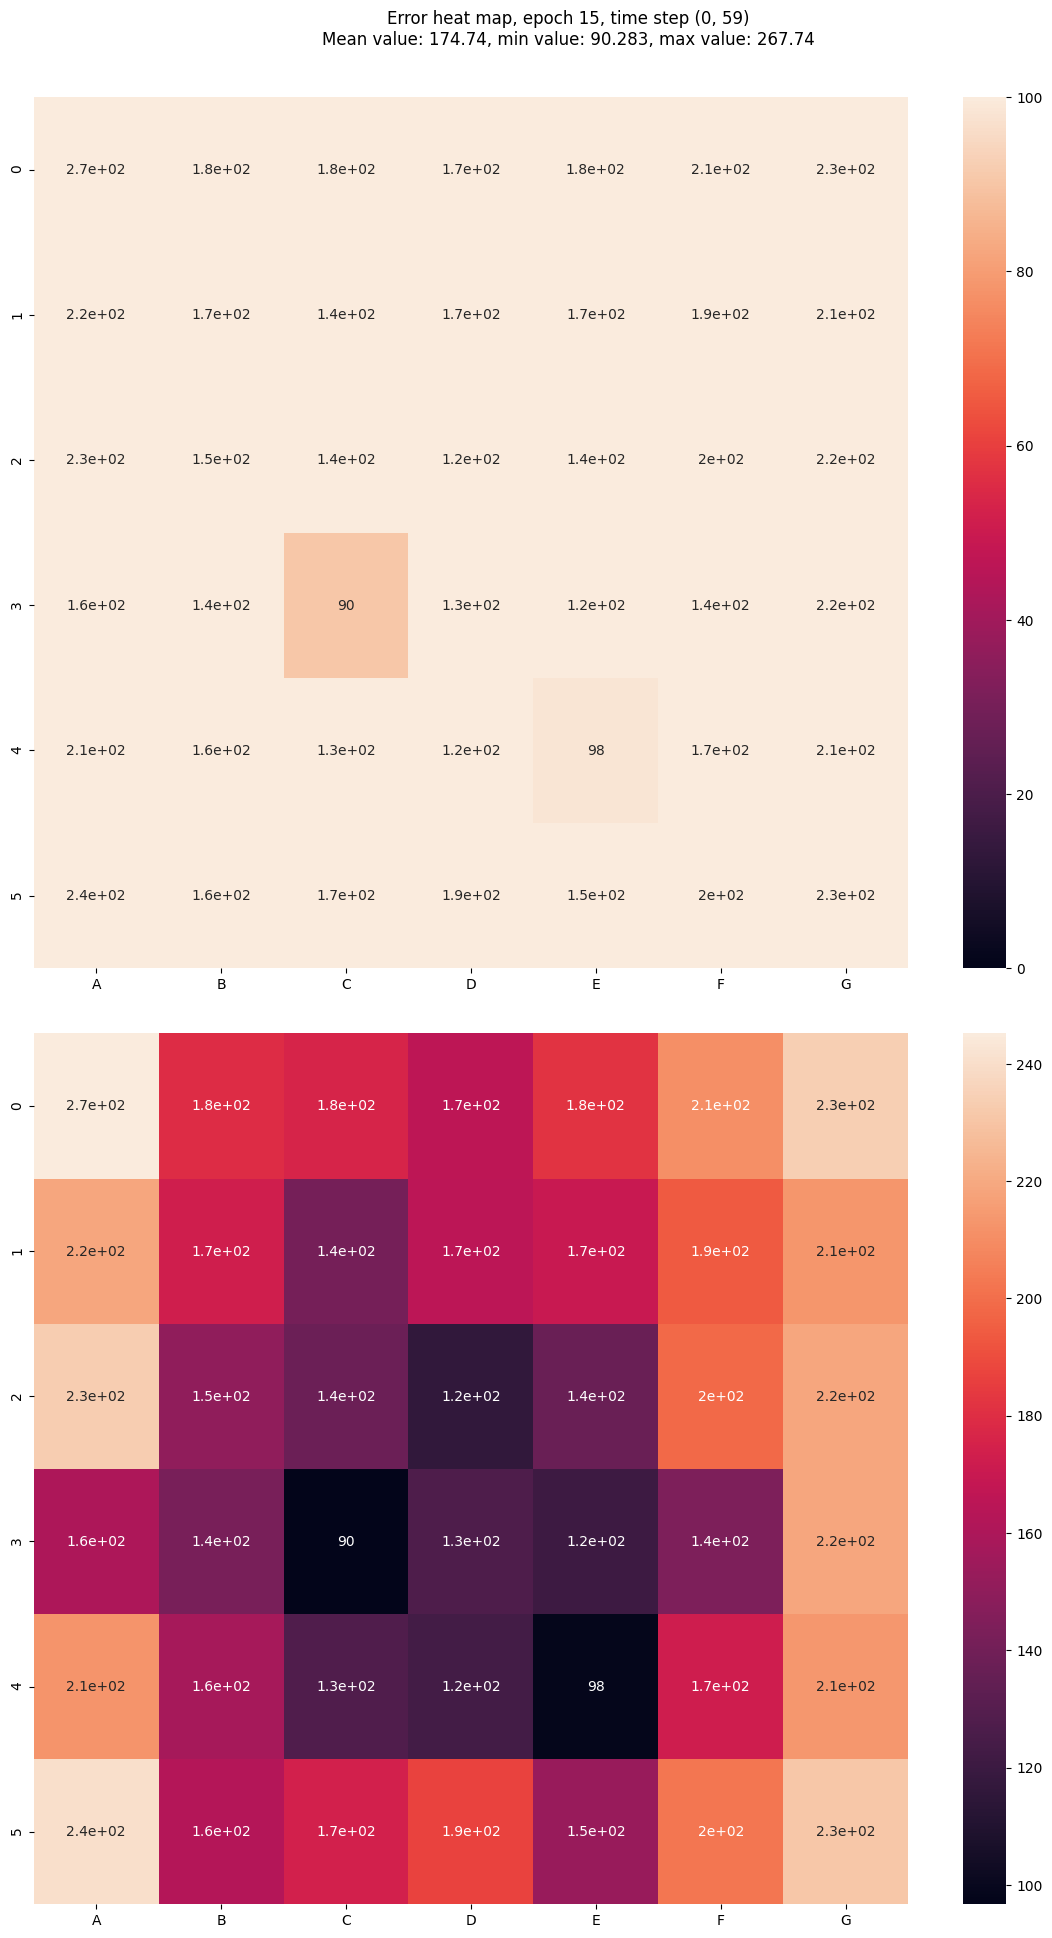 Error heat map, epoch 15, time step (0, 59)
Mean value: 174.74, min value: 90.283, max value: 267.74
100
0 2.7e+02 1.8e+02 1.8e+02 1.7e+02 1.8e+02 2.1e+02 2.3e+02
80
1 2.2e+02 1.7e+02 1.4e+02 1.7e+02 1.7e+02 1.9e+02 2.1e+02
2 2.3e+02 1.5e+02 1.4e+02 1.2e+02 1.4e+02 2e+02 2.2e+02
60
3 1.6e+02 1.4e+02 90 1.3e+02 1.2e+02 1.4e+02 2.2e+02
40
4 2.1e+02 1.6e+02 1.3e+02 1.2e+02 98 1.7e+02 2.1e+02
20
5 2.4e+02 1.6e+02 1.7e+02 1.9e+02 1.5e+02 2e+02 2.3e+02
0
A B C D E F G
240
0 2.7e+02 1.8e+02 1.8e+02 1.7e+02 1.8e+02 2.1e+02 2.3e+02
220
1 2.2e+02 1.7e+02 1.4e+02 1.7e+02 1.7e+02 1.9e+02 2.1e+02
200
2 2.3e+02 1.5e+02 1.4e+02 1.2e+02 1.4e+02 2e+02 2.2e+02
180
3 1.6e+02 1.4e+02 90 1.3e+02 1.2e+02 1.4e+02 2.2e+02
160
140
4 2.1e+02 1.6e+02 1.3e+02 1.2e+02 98 1.7e+02 2.1e+02
120
5 2.4e+02 1.6e+02 1.7e+02 1.9e+02 1.5e+02 2e+02 2.3e+02
100
A B C D E F G